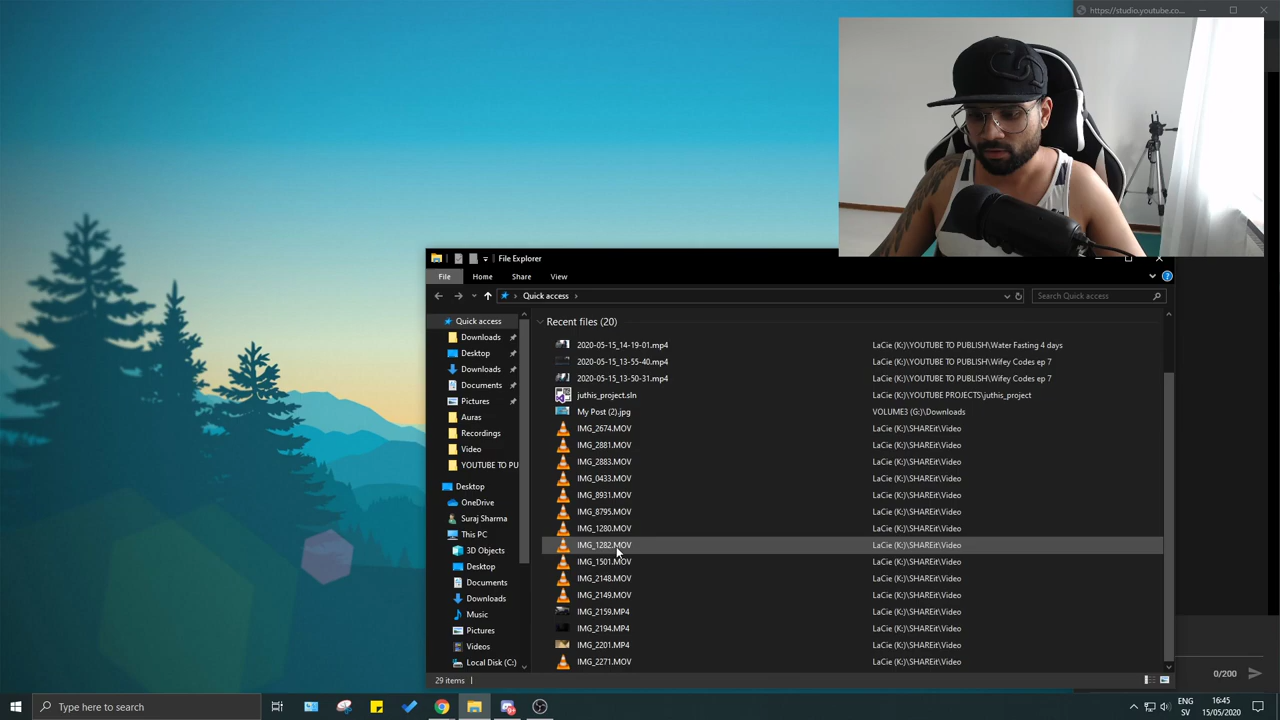 https://studio.youtube.co...
File Explorer
File Home Share View
Quick access
Search Quick access
Quick access
Downloads
Desktop
Downloads
Documents
Pictures
Auras
Recordings
Video
YOUTUBE TO PU
Desktop
OneDrive
Suraj Sharma
This PC
3D Objects
Desktop
Documents
Downloads
Music
Pictures
Videos
Local Disk (C:)
Recent files (20)
2020-05-15_14-19-01.mp4 LaCie (K:)\YOUTUBE TO PUBLISH\Water Fasting 4 days
2020-05-15_13-55-40.mp4 LaCie (K:)\YOUTUBE TO PUBLISH\Wifey Codes ep 7
2020-05-15_13-50-31.mp4 LaCie (K:)\YOUTUBE TO PUBLISH\Wifey Codes ep 7
juthis_project.sln LaCie (K:)\YOUTUBE PROJECTS\juthis_project
My Post (2).jpg VOLUME3 (G:)\Downloads
IMG_2674.MOV LaCie (K:)\SHAREit\Video
IMG_2881.MOV LaCie (K:)\SHAREit\Video
IMG_2883.MOV LaCie (K:)\SHAREit\Video
IMG_0433.MOV LaCie (K:)\SHAREit\Video
IMG_8931.MOV LaCie (K:)\SHAREit\Video
IMG_8795.MOV LaCie (K:)\SHAREit\Video
IMG_1280.MOV LaCie (K:)\SHAREit\Video
IMG_1282.MOV LaCie (K:)\SHAREit\Video
IMG_1501.MOV LaCie (K:)\SHAREit\Video
IMG_2148.MOV LaCie (K:)\SHAREit\Video
IMG_2149.MOV LaCie (K:)\SHAREit\Video
IMG_2159.MP4 LaCie (K:)\SHAREit\Video
IMG_2194.MP4 LaCie (K:)\SHAREit\Video
IMG_2201.MP4 LaCie (K:)\SHAREit\Video
IMG_2271.MOV LaCie (K:)\SHAREit\Video
29 items
0/200
Type here to search
ENG 16:45
SV 15/05/2020